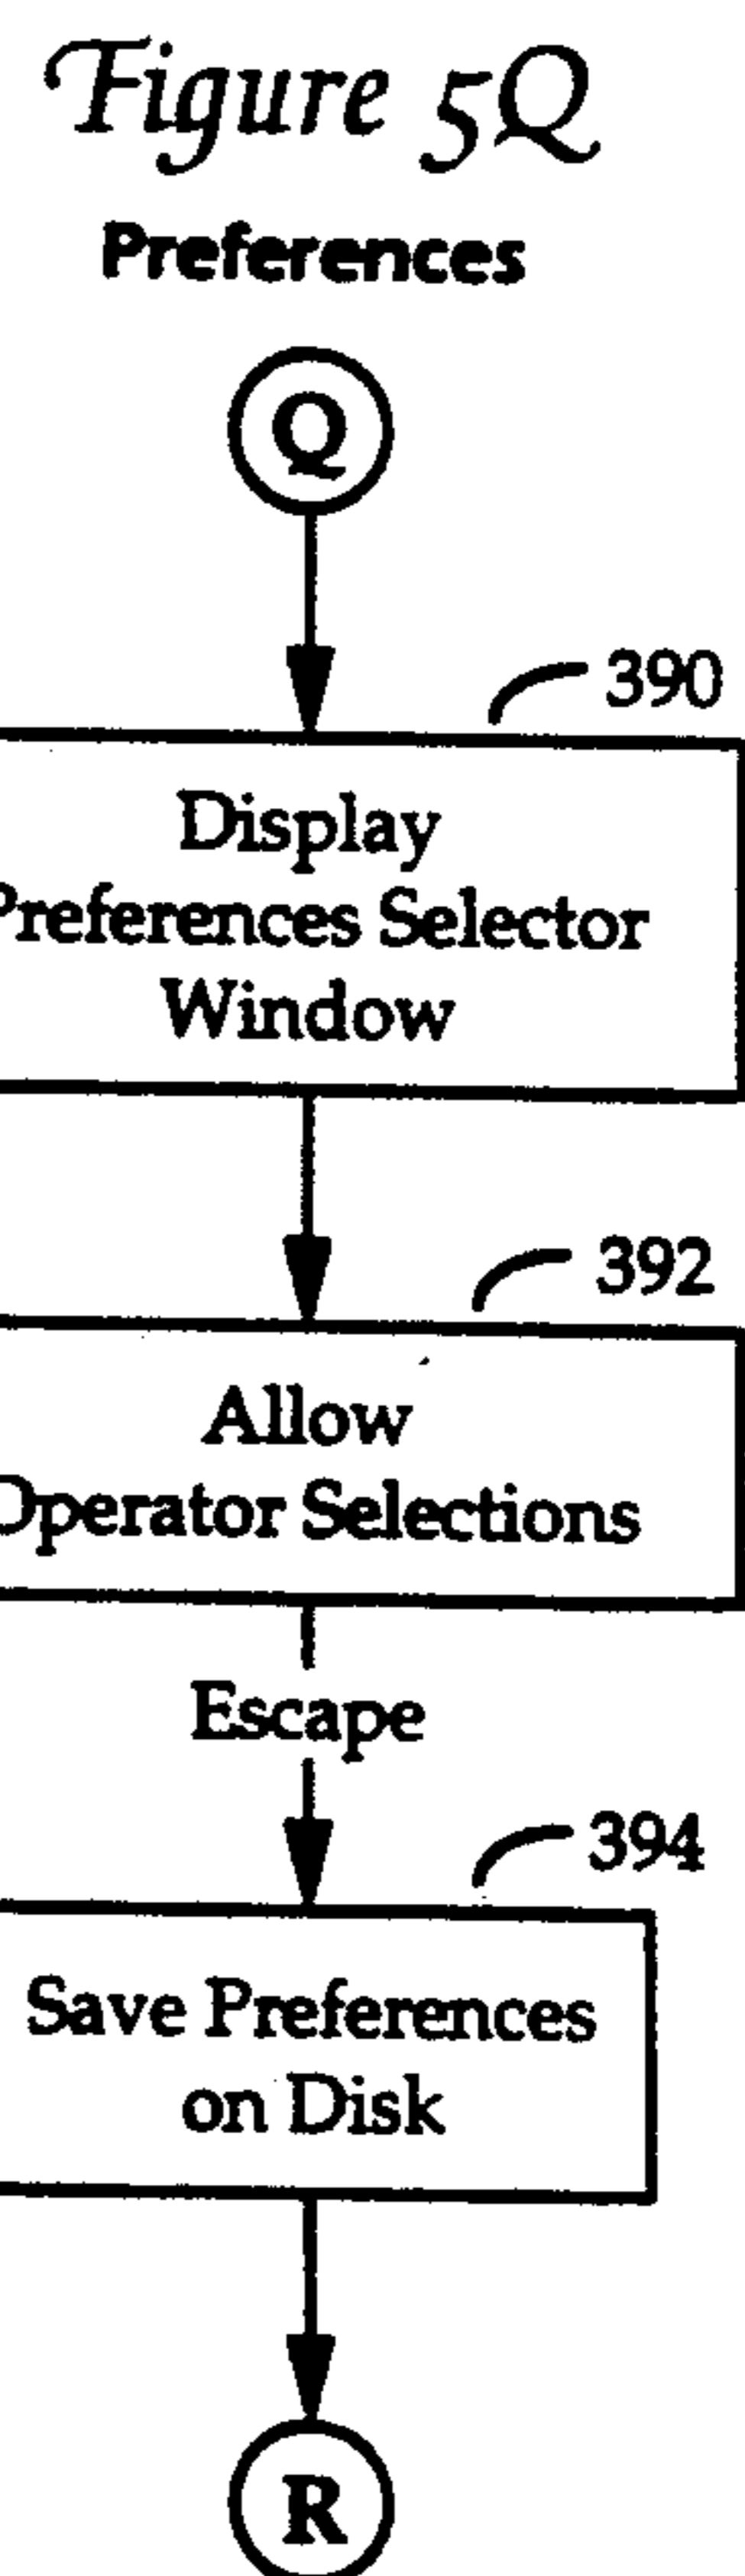 Figure 5Q
Preferences
Q
390
Display
Preferences Selector
Window
392
Allow
Operator Selections
Escape
394
Save Preferences
on Disk
R